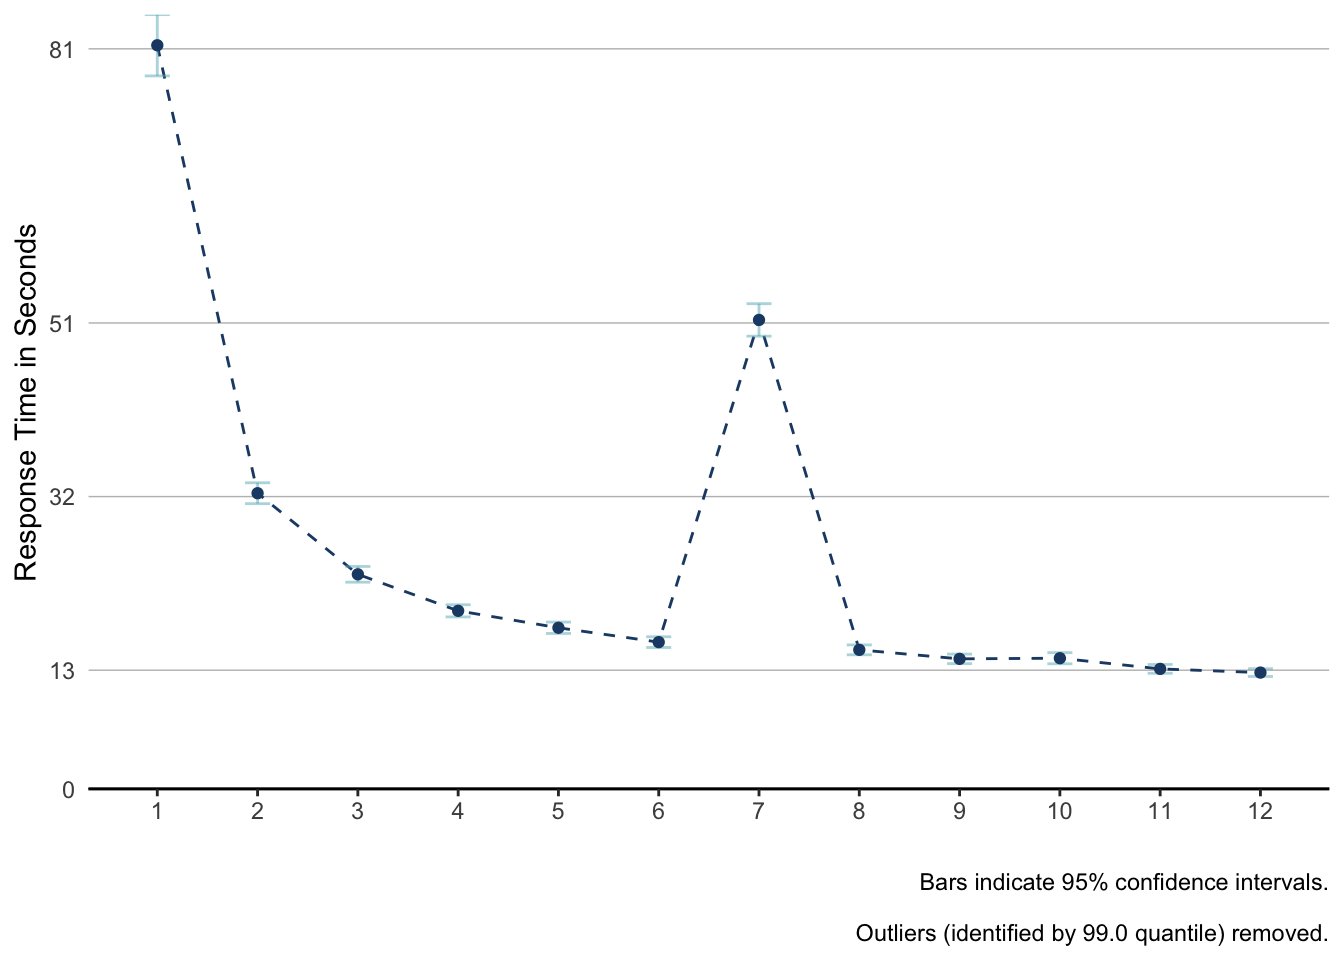 Response Time in Seconds
81
51
32
13
0
1 2 3 4 5 6 7 8 9 10 11 12
Bars indicate 95% confidence intervals.
Outliers (identified by 99.0 quantile) removed.